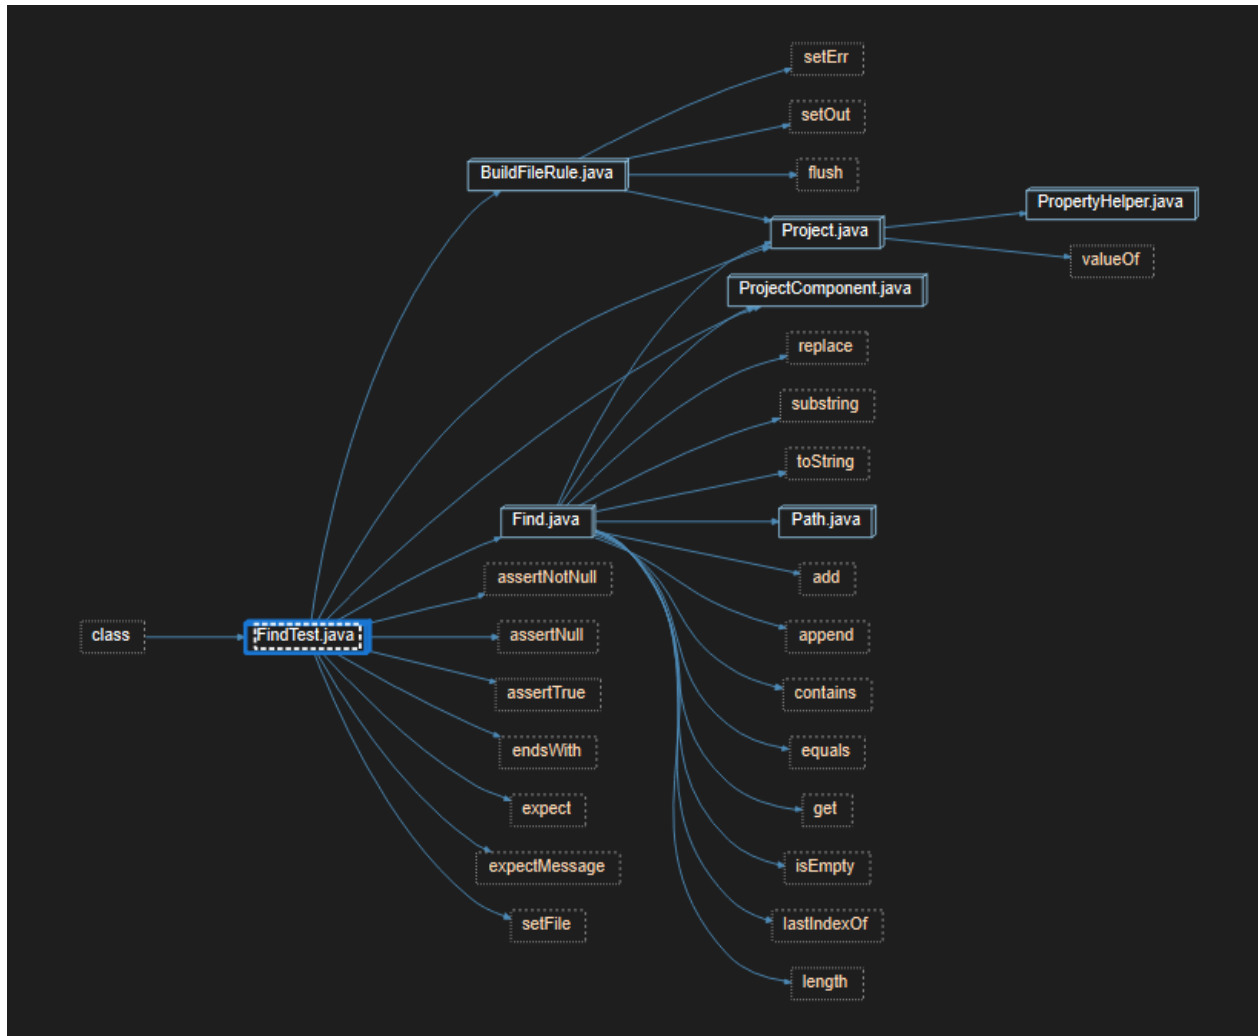 setErr
setOut
BuildFileRule.java
flush
PropertyHelper.java
Project.java
valueOf
ProjectComponent.java
replace
substring
toString
Find.java
Path.java
assertNotNull
add
class
FindTest.java
assertNull
append
assertTrue
contains
endsWith
equals
expect
get
expectMessage
isEmpty
setFile
lastIndexOf
length